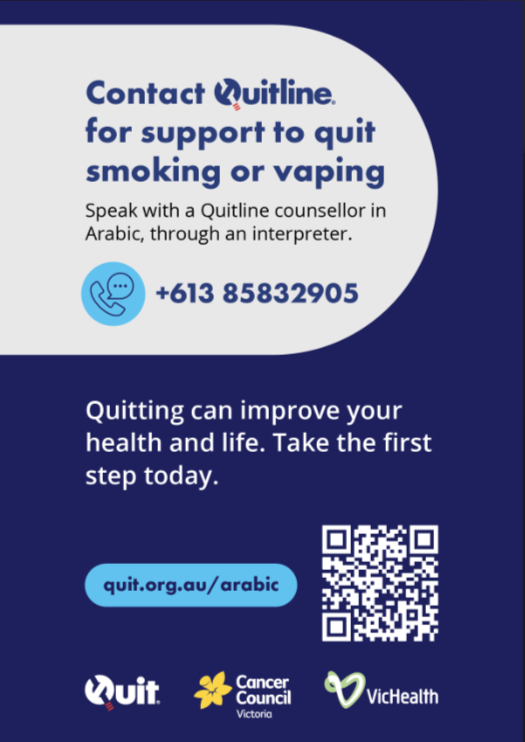 Contact Quitline.
for support to quit
smoking or vaping
Speak with a Quitline counsellor in
Arabic, through an interpreter.
+613 85832905
Quitting can improve your
health and life. Take the first
step today.
quit.org.au/arabic
Quit.
Cancer
Council
Victoria
VicHealth